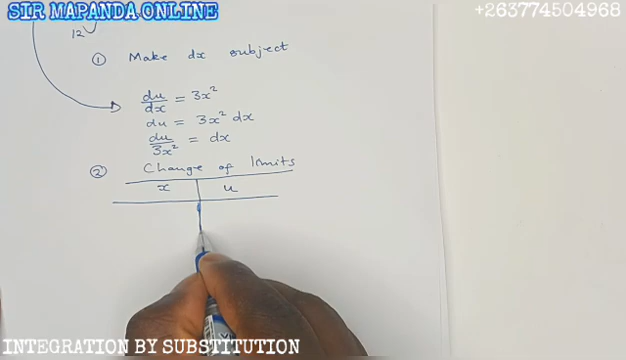 SIR MAPANDA ONLINE
+263774504968
12
① Make dx subject
du/dx = 3x²
du = 3x² dx
du/3x² = dx
② Change of limits
x | u
INTEGRATION BY SUBSTITUTION